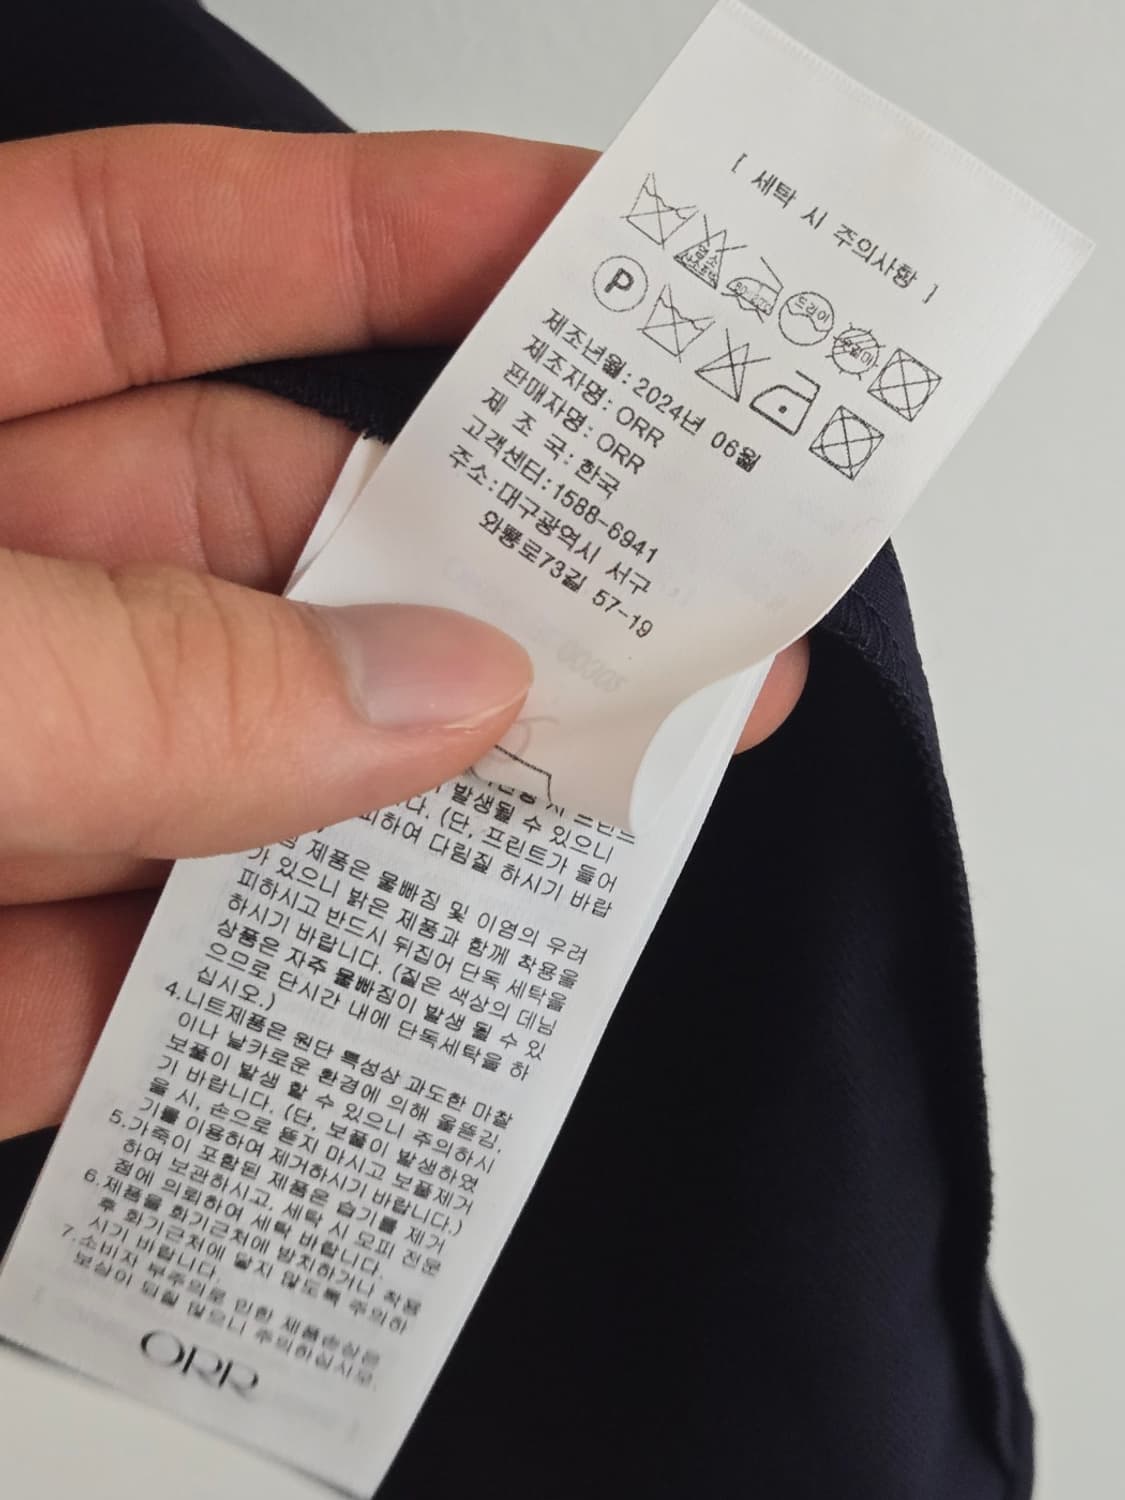 [ 세탁 시 주의사항 ]
염소
산소표백
드라이
P
제조년월: 2024년 06월
제조자명: ORR
판매자명: ORR
제 조 국: 한국
고객센터:1588-6941
주소:대구광역시 서구
와룡로73길 57-19
발생될 수 있으니
다. (단, 프린트가 들어
피하여 다림질 하시기 바랍
제품은 물빠짐 및 이염의 우려
가 있으니 밝은 제품과 함께 착용을
피하시고 반드시 뒤집어 단독 세탁을
하시기 바랍니다. (짙은 색상의 데님
상품은 자주 물빠짐이 발생 될 수 있
으므로 단시간 내에 단독세탁을 하
십시오.)
4.니트제품은 원단 특성상 과도한 마찰
이나 날카로운 환경에 의해 올뜯김,
보풀이 발생 할 수 있으니 주의하시
기 바랍니다. (단, 보풀이 발생하였
을 시, 손으로 뜯지 마시고 보풀제거
기를 이용하여 제거하시기 바랍니다.)
5.가죽이 포함된 제품은 습기를 제거
하여 보관하시고, 세탁 시 모피 전문
점에 의뢰하여 세탁 바랍니다.
6.제품을 화기근처에 방치하거나 착용
후 화기근처에 닿지 않도록 주의하
시기 바랍니다.
7.소비자 부주의로 인한 제품손상은
보상이 되질 않으니 주의하십시오.
ORR